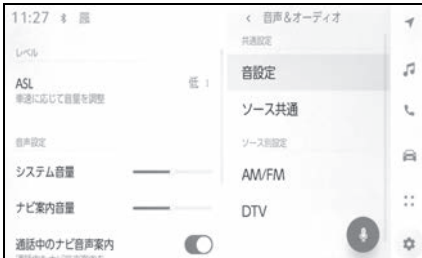 11:27
レベル
ASL
低
車速に応じて音量を調整
音声設定
システム音量
ナビ案内音量
通話中のナビ音声案内
音声&オーディオ
共通設定
音設定
ソース共通
ソース別設定
AM/FM
DTV